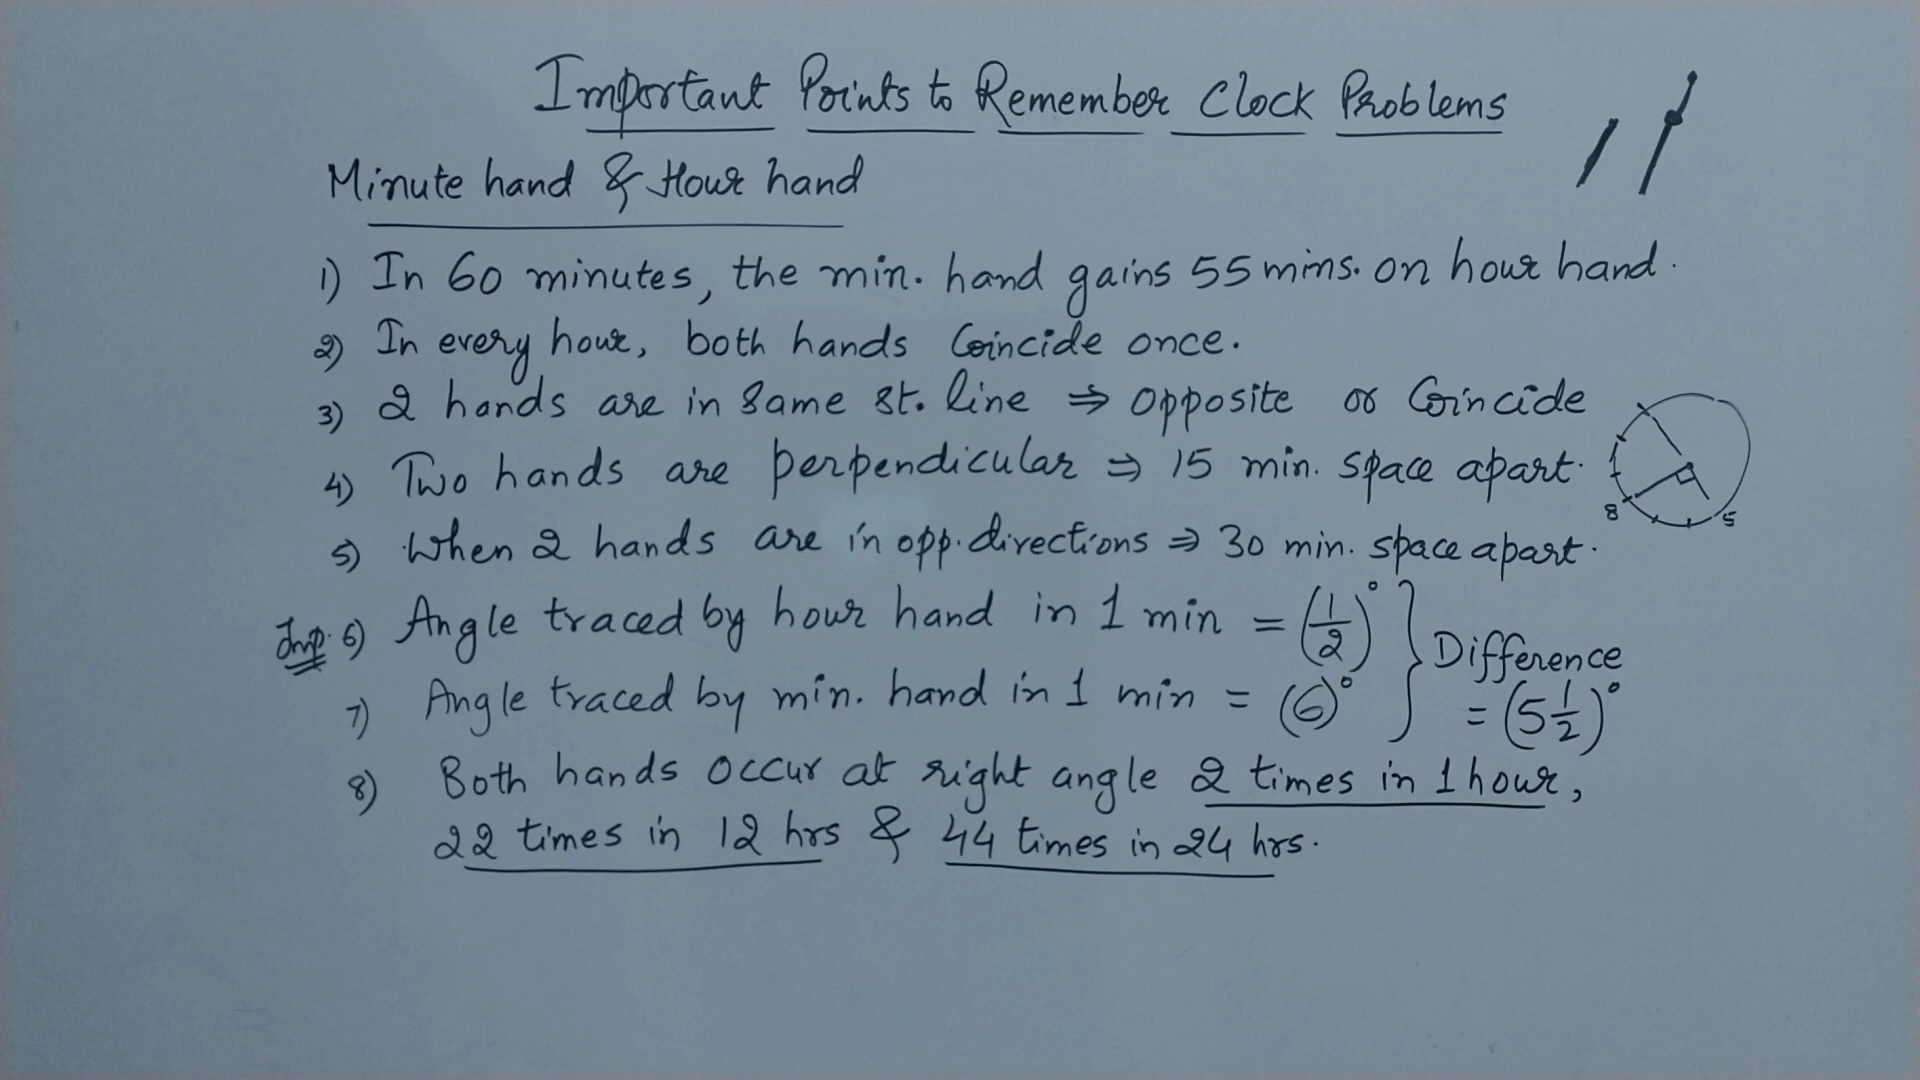 Important Points to Remember Clock Problems
Minute hand & Hour hand
1) In 60 minutes, the min. hand gains 55 mins. on hour hand.
2) In every hour, both hands Coincide once.
3) 2 hands are in same st. line ⇒ opposite or Coincide
4) Two hands are perpendicular ⇒ 15 min. space apart.
8 5
5) When 2 hands are in opp. directions ⇒ 30 min. space apart.
Imp. 6) Angle traced by hour hand in 1 min = (1/2)°
7) Angle traced by min. hand in 1 min = (6)°
} Difference
= (5 1/2)°
8) Both hands occur at right angle 2 times in 1 hour,
22 times in 12 hrs & 44 times in 24 hrs.